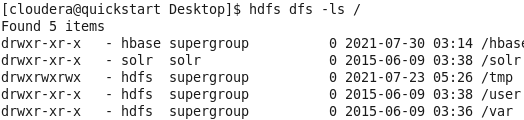 [cloudera@quickstart Desktop]$ hdfs dfs -ls /
Found 5 items
drwxr-xr-x   - hbase supergroup          0 2021-07-30 03:14 /hbase
drwxr-xr-x   - solr  solr                0 2015-06-09 03:38 /solr
drwxrwxrwx   - hdfs  supergroup          0 2021-07-23 05:26 /tmp
drwxr-xr-x   - hdfs  supergroup          0 2015-06-09 03:38 /user
drwxr-xr-x   - hdfs  supergroup          0 2015-06-09 03:36 /var